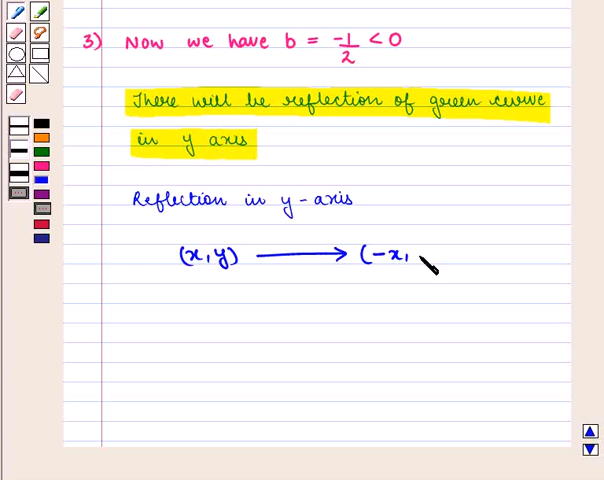 3) Now we have b = -1/2 < 0
There will be reflection of green curve
in y axis
Reflection in y-axis
(x, y) ⟶ (-x,